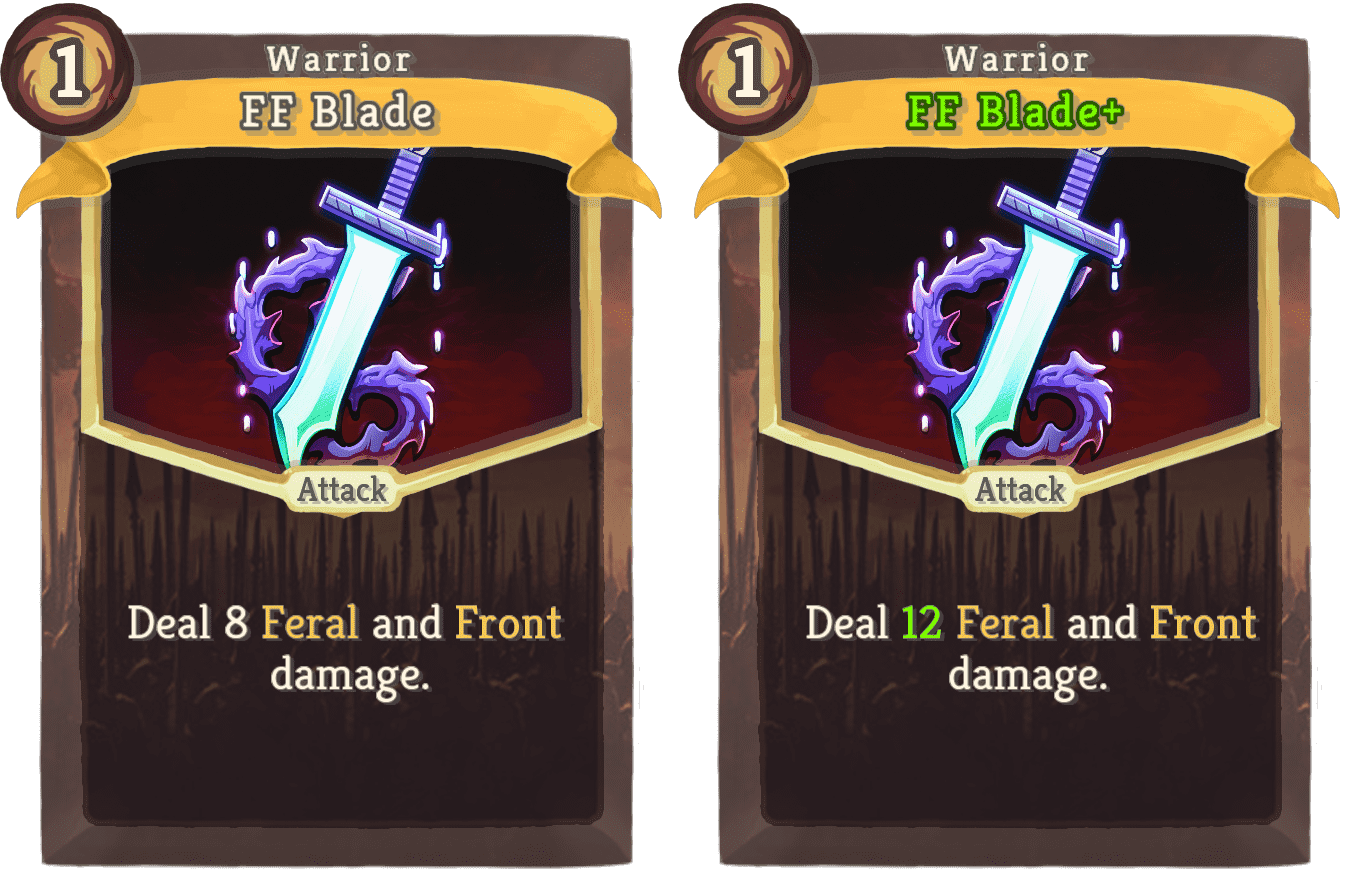 1
Warrior
FF Blade
Attack
Deal 8 Feral and Front
damage.
1
Warrior
FF Blade+
Attack
Deal 12 Feral and Front
damage.